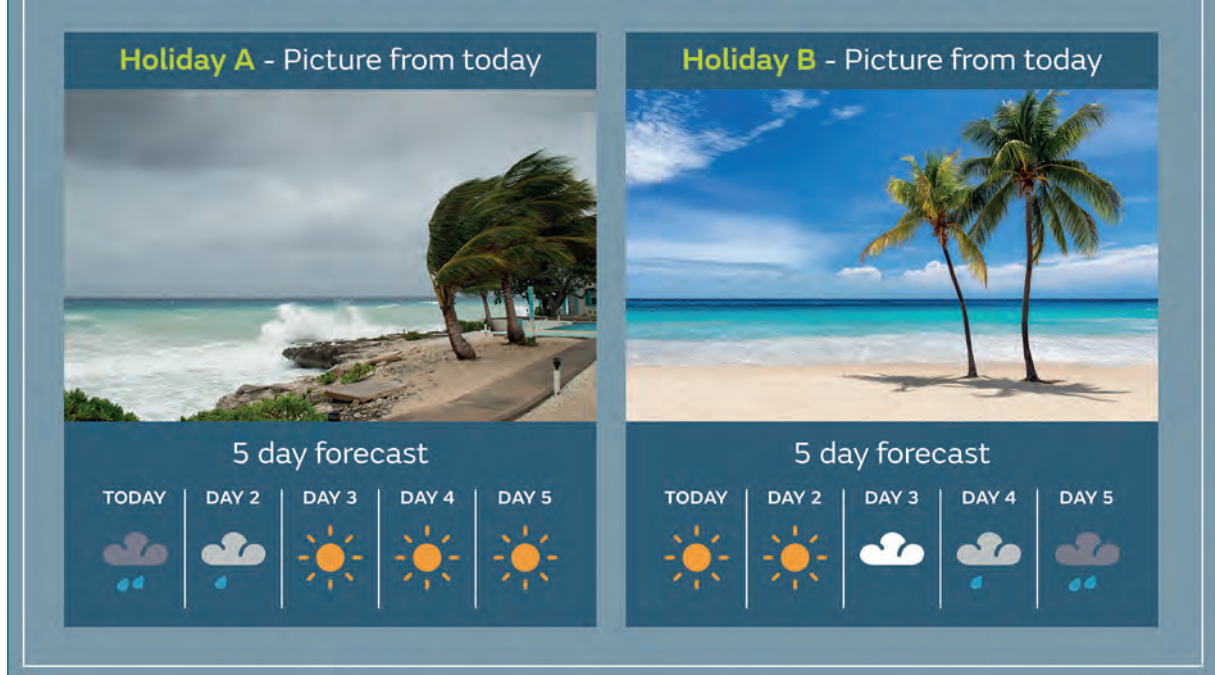 Holiday A - Picture from today
5 day forecast
TODAY
DAY 2
DAY 3
DAY 4
DAY 5
Holiday B - Picture from today
5 day forecast
TODAY
DAY 2
DAY 3
DAY 4
DAY 5